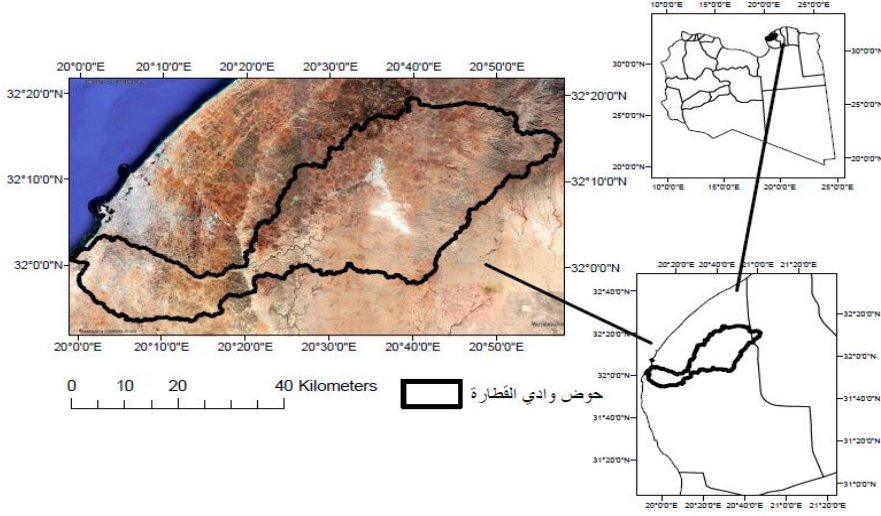 20°0'0"E 20°10'0"E 20°20'0"E 20°30'0"E 20°40'0"E 20°50'0"E
32°20'0"N 32°20'0"N
32°10'0"N 32°10'0"N
32°0'0"N 32°0'0"N
20°0'0"E 20°10'0"E 20°20'0"E 20°30'0"E 20°40'0"E 20°50'0"E
0 10 20 40 Kilometers
حوض وادي القطارة
10°0'0"E 15°0'0"E 20°0'0"E 25°0'0"E
30°0'0"N 30°0'0"N
25°0'0"N 25°0'0"N
20°0'0"N 20°0'0"N
10°0'0"E 15°0'0"E 20°0'0"E 25°0'0"E
20°20'0"E 20°40'0"E 21°0'0"E 21°20'0"E
32°40'0"N 32°20'0"N
32°20'0"N 32°0'0"N
32°0'0"N 31°40'0"N
31°40'0"N 31°20'0"N
31°20'0"N 31°0'0"N
20°0'0"E 20°20'0"E 20°40'0"E 21°0'0"E 21°20'0"E